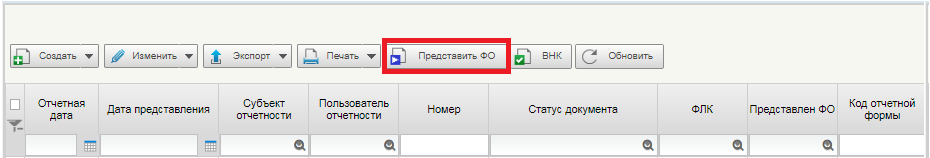 Создать Изменить Экспорт Печать Представить ФО ВНК Обновить
Отчетная дата
Дата представления
Субъект отчетности
Пользователь отчетности
Номер
Статус документа
ФЛК
Представлен ФО
Код отчетной формы